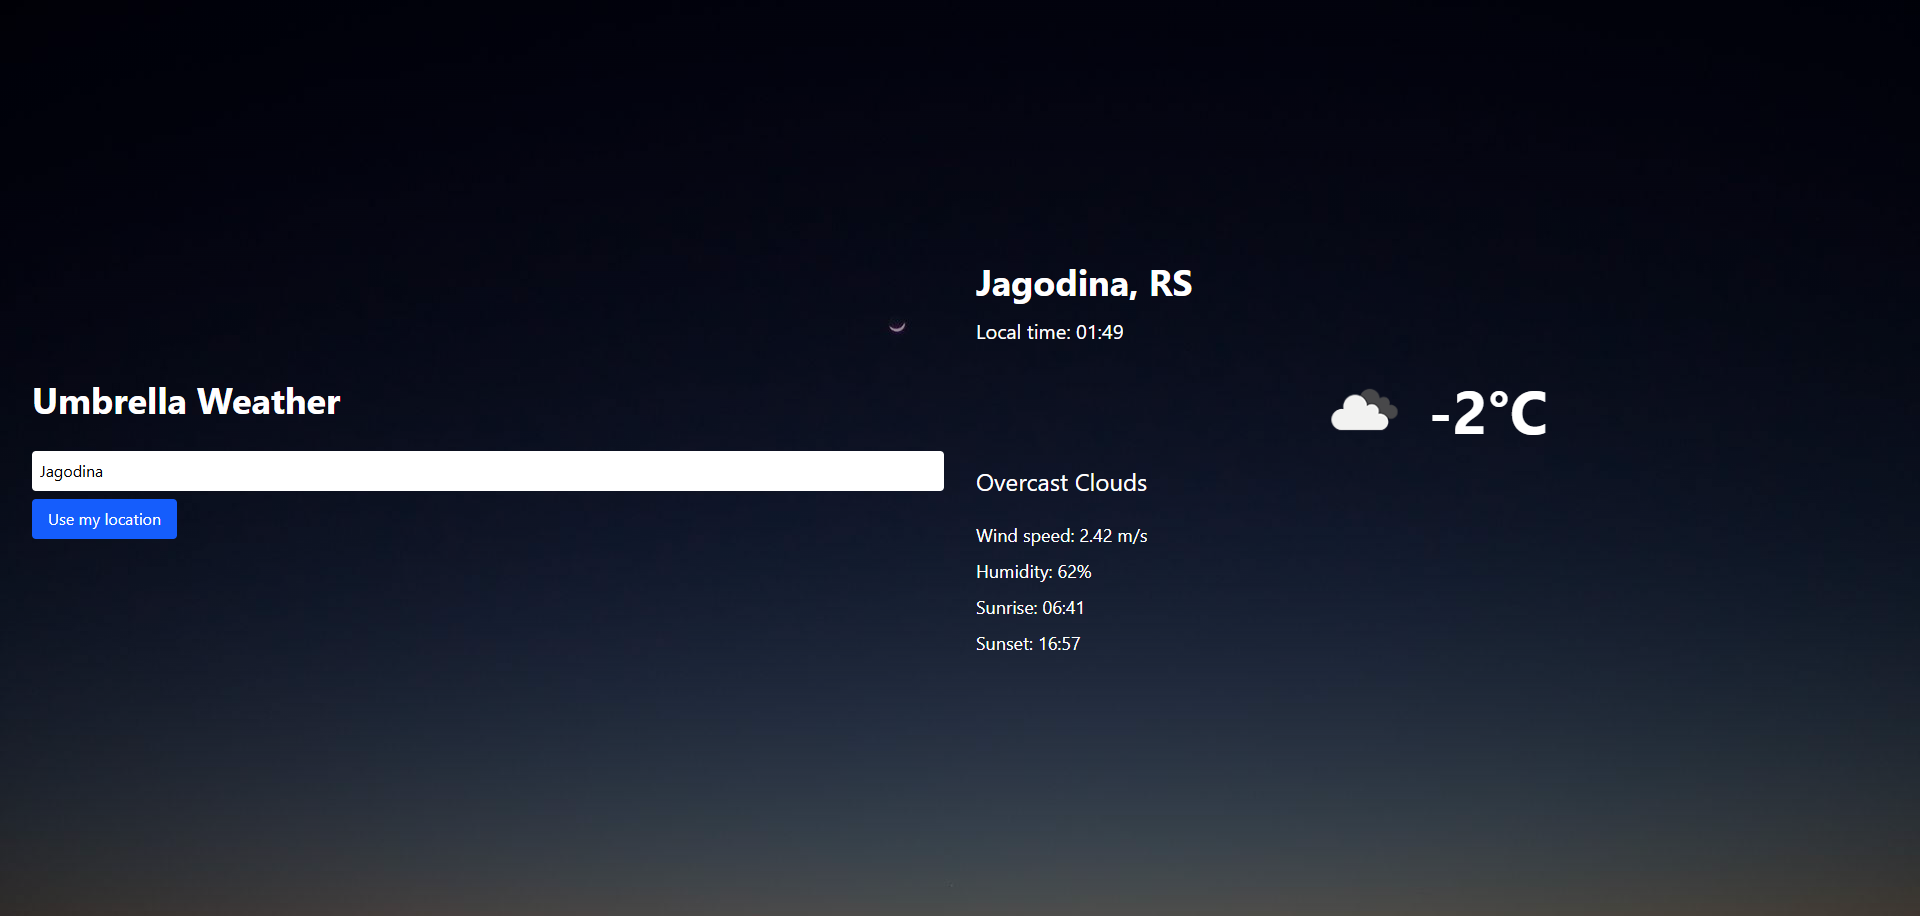 Umbrella Weather
Jagodina
Use my location
Jagodina, RS
Local time: 01:49
-2°C
Overcast Clouds
Wind speed: 2.42 m/s
Humidity: 62%
Sunrise: 06:41
Sunset: 16:57